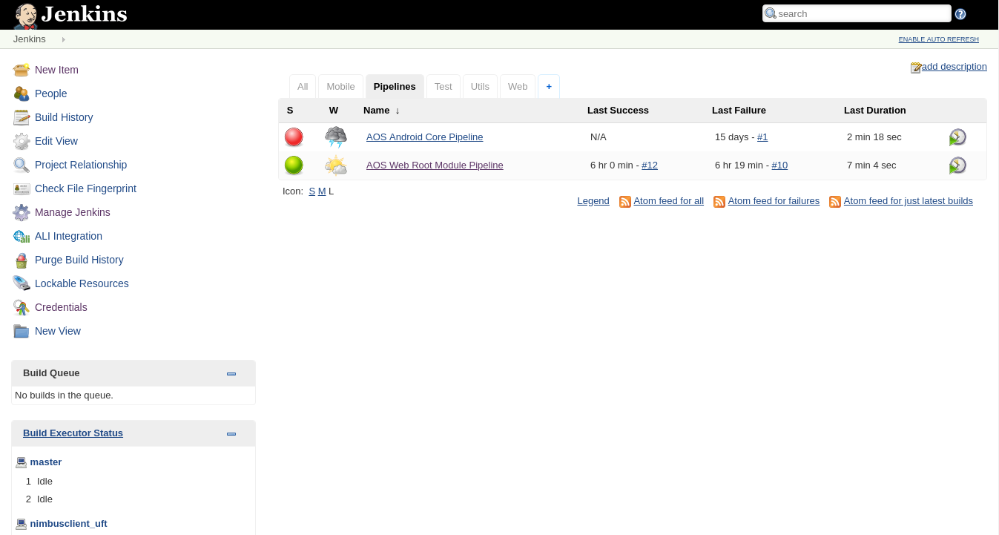 Jenkins
search
Jenkins
ENABLE AUTO REFRESH
New Item
People
Build History
Edit View
Project Relationship
Check File Fingerprint
Manage Jenkins
ALI Integration
Purge Build History
Lockable Resources
Credentials
New View
Build Queue
No builds in the queue.
Build Executor Status
master
1 Idle
2 Idle
nimbusclient_uft
add description
All Mobile Pipelines Test Utils Web +
S W Name ↓ Last Success Last Failure Last Duration
AOS Android Core Pipeline N/A 15 days - #1 2 min 18 sec
AOS Web Root Module Pipeline 6 hr 0 min - #12 6 hr 19 min - #10 7 min 4 sec
Icon: S M L
Legend Atom feed for all Atom feed for failures Atom feed for just latest builds